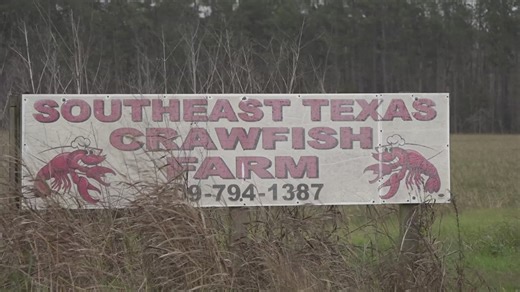 SOUTHEAST TEXAS
CRAWFISH
FARM
09-794-1387